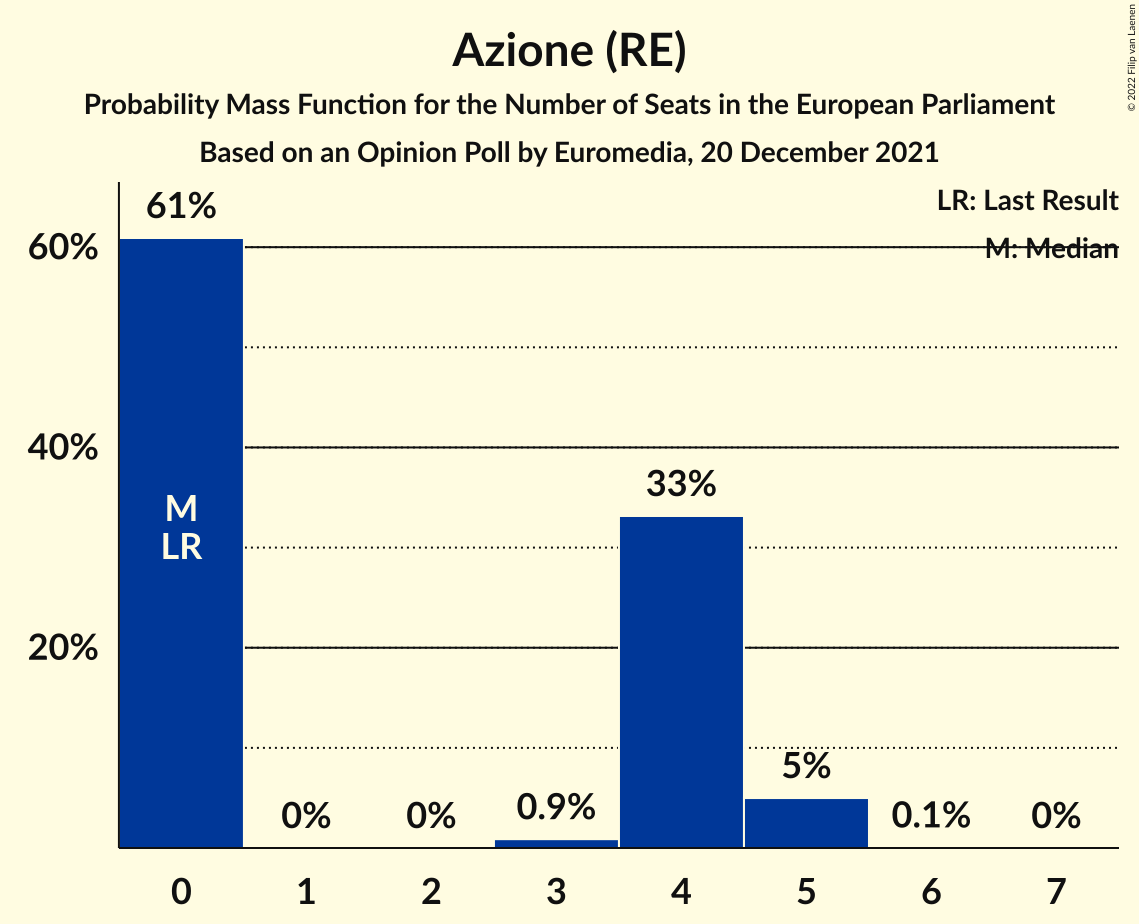 Azione (RE)
Probability Mass Function for the Number of Seats in the European Parliament
Based on an Opinion Poll by Euromedia, 20 December 2021
© 2022 Filip van Laenen
LR: Last Result
M: Median
60%
40%
20%
61%
M
LR
0%
0%
0.9%
33%
5%
0.1%
0%
0
1
2
3
4
5
6
7